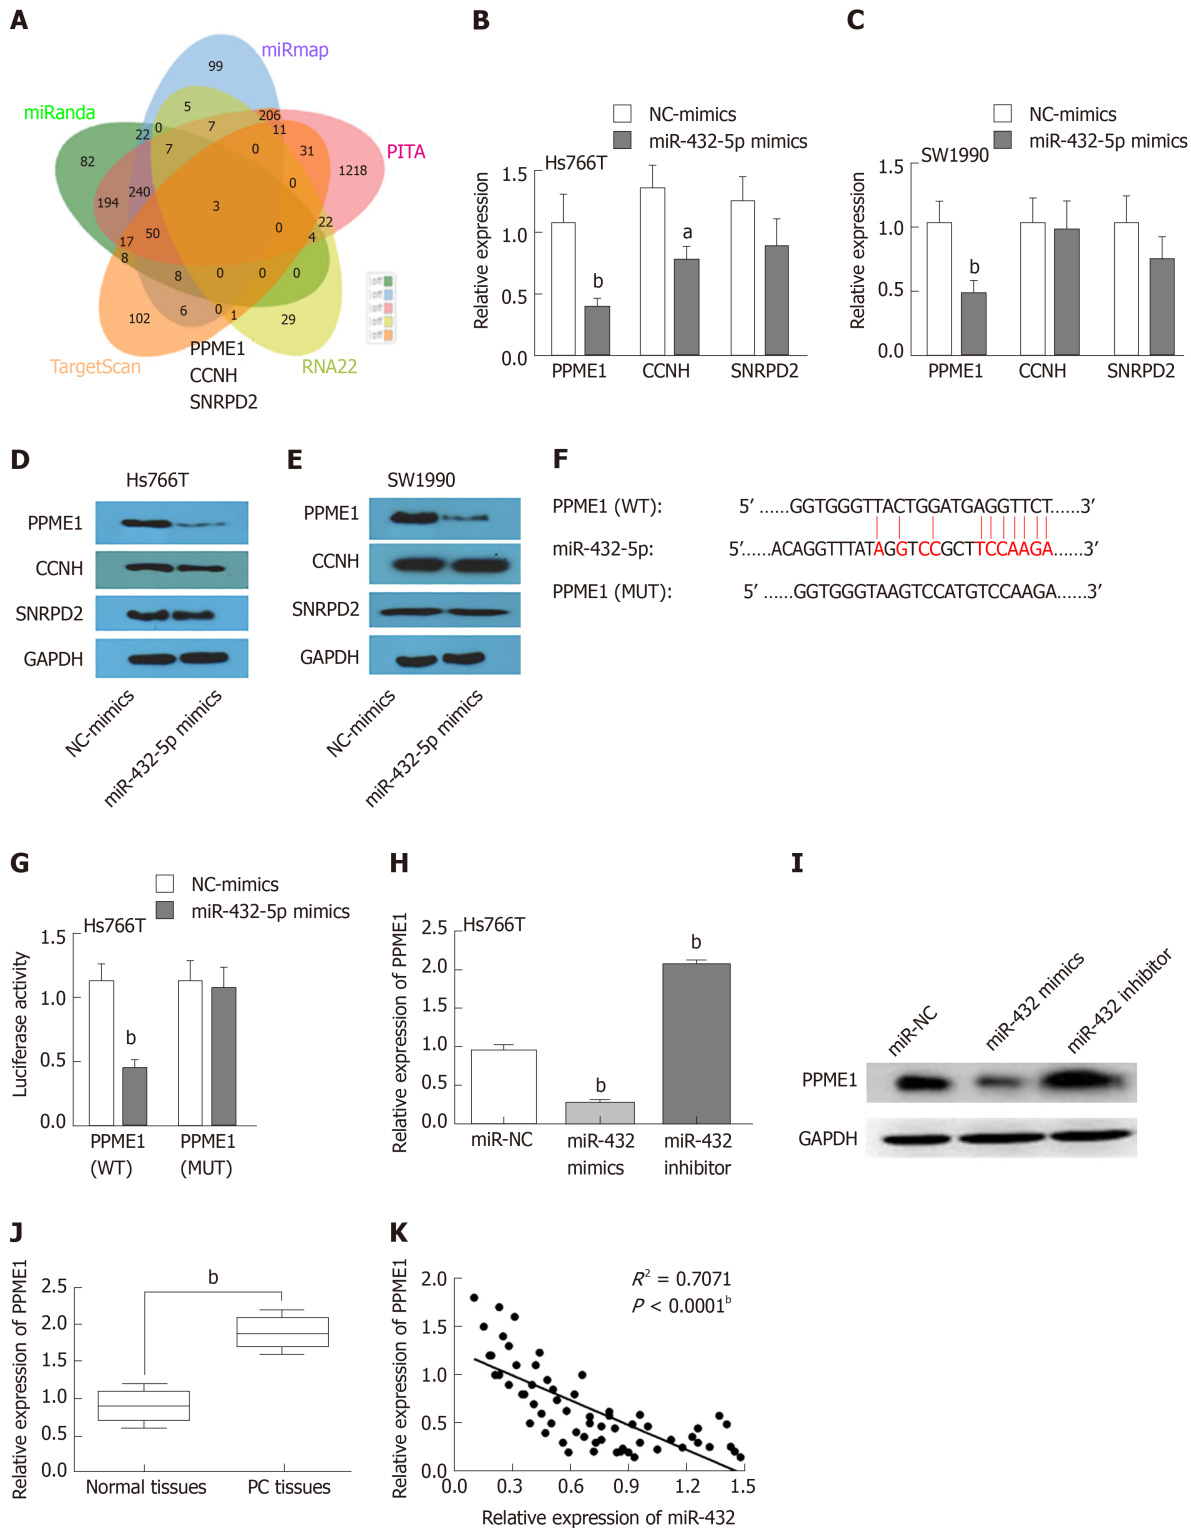 A
miRmap
99
miRanda
5
206
22
0
7
11
82
7
0
31
PITA
1218
0
240
194
3
22
0
4
17
50
8
8
0
0
0
102
6
0
1
29
off
off
off
off
off
TargetScan
RNA22
PPME1
CCNH
SNRPD2
B
NC-mimics
miR-432-5p mimics
Hs766T
Relative expression
1.5
1.0
0.5
0.0
b
a
PPME1
CCNH
SNRPD2
C
NC-mimics
miR-432-5p mimics
SW1990
Relative expression
1.5
1.0
0.5
0.0
b
PPME1
CCNH
SNRPD2
D
Hs766T
PPME1
CCNH
SNRPD2
GAPDH
NC-mimics
miR-432-5p mimics
E
SW1990
PPME1
CCNH
SNRPD2
GAPDH
NC-mimics
miR-432-5p mimics
F
PPME1 (WT): 5′ ......GGTGGGTTACTGGATGAGGTTCT......3′
miR-432-5p: 5′......ACAGGTTTATAGGTCCGCTTCCAAGA......3′
PPME1 (MUT): 5′ ......GGTGGGTAAGTCCATGTCCAAGA......3′
G
NC-mimics
miR-432-5p mimics
Hs766T
Luciferase activity
1.5
1.0
0.5
0.0
b
PPME1 (WT)
PPME1 (MUT)
H
Hs766T
Relative expression of PPME1
2.5
2.0
1.5
1.0
0.5
0.0
b
b
miR-NC
miR-432 mimics
miR-432 inhibitor
I
miR-NC
miR-432 mimics
miR-432 inhibitor
PPME1
GAPDH
J
Relative expression of PPME1
2.5
2.0
1.5
1.0
0.5
0.0
b
Normal tissues
PC tissues
K
Relative expression of PPME1
2.0
1.5
1.0
0.5
0.0
R² = 0.7071
P < 0.0001ᵇ
0.0 0.3 0.6 0.9 1.2 1.5
Relative expression of miR-432